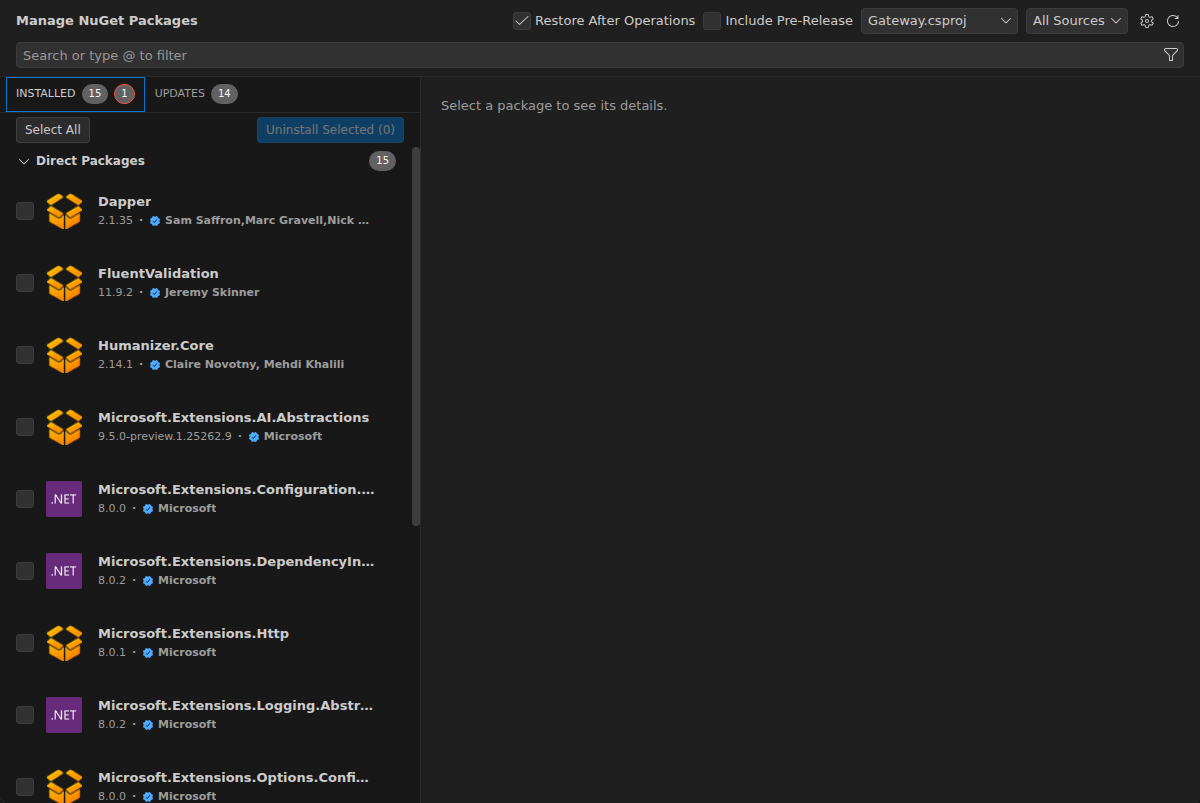 Manage NuGet Packages
Restore After Operations
Include Pre-Release
Gateway.csproj
All Sources
Search or type @ to filter
INSTALLED 15 1 UPDATES 14
Select All
Uninstall Selected (0)
Select a package to see its details.
Direct Packages 15
Dapper
2.1.35 · Sam Saffron,Marc Gravell,Nick ...
FluentValidation
11.9.2 · Jeremy Skinner
Humanizer.Core
2.14.1 · Claire Novotny, Mehdi Khalili
Microsoft.Extensions.AI.Abstractions
9.5.0-preview.1.25262.9 · Microsoft
.NET
Microsoft.Extensions.Configuration....
8.0.0 · Microsoft
.NET
Microsoft.Extensions.DependencyIn...
8.0.2 · Microsoft
Microsoft.Extensions.Http
8.0.1 · Microsoft
.NET
Microsoft.Extensions.Logging.Abstr...
8.0.2 · Microsoft
Microsoft.Extensions.Options.Confi...
8.0.0 · Microsoft